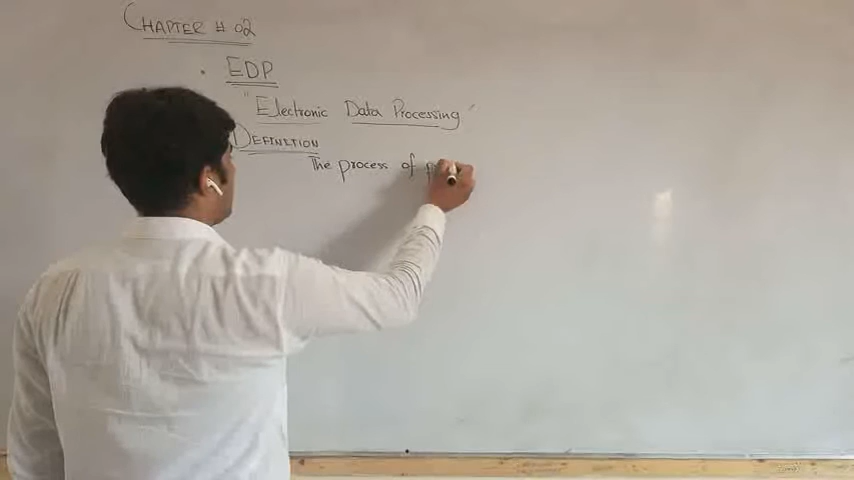 CHAPTER # 02
EDP
"Electronic Data Processing"
DEFINITION
The process of